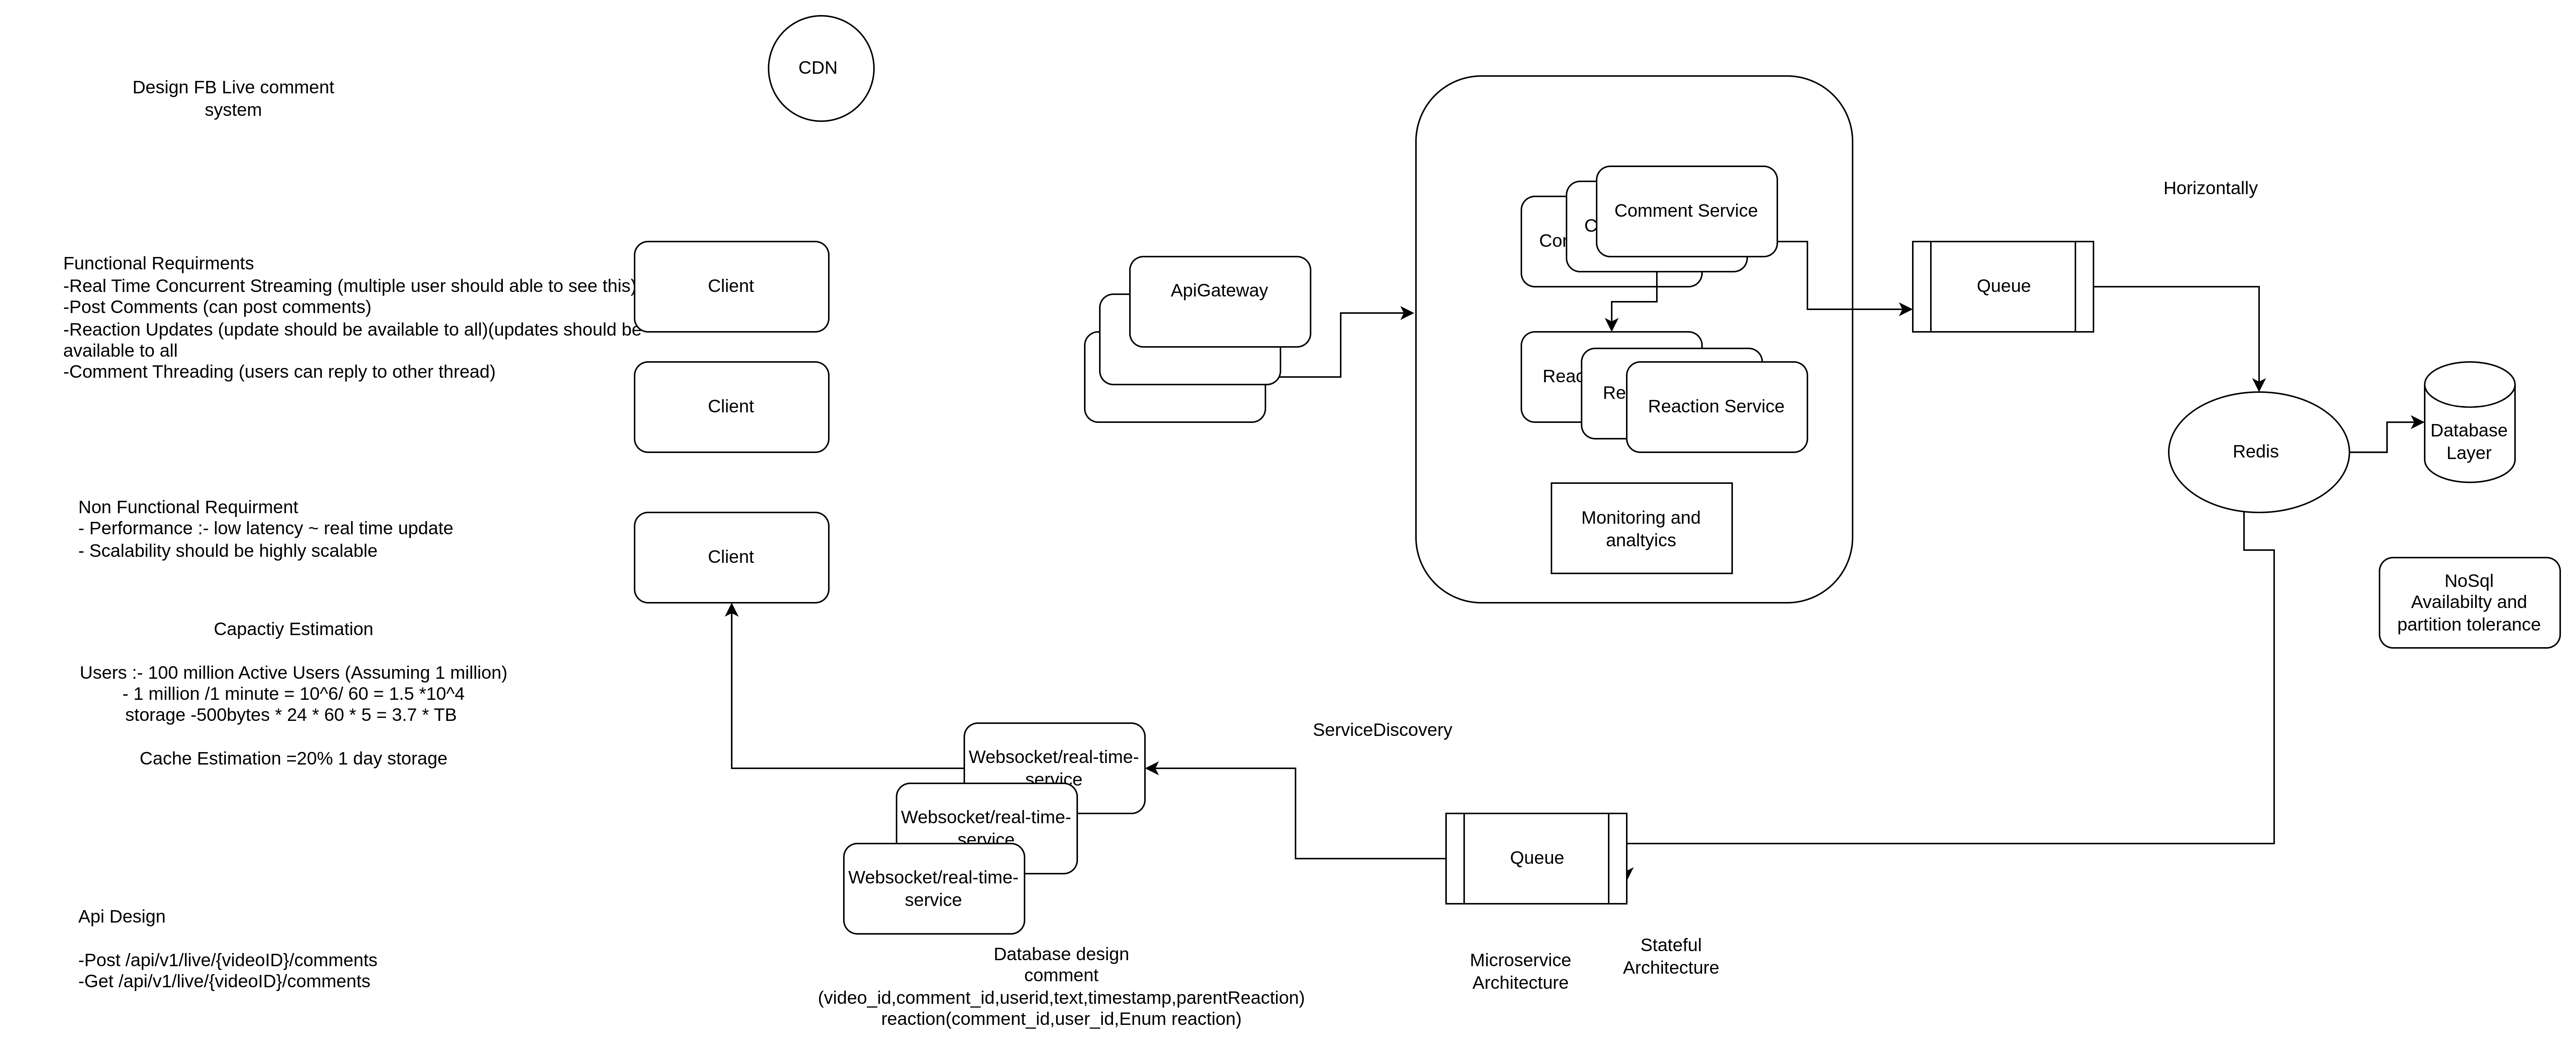 CDN
Design FB Live comment
system
Horizontally
Functional Requirments
-Real Time Concurrent Streaming (multiple user should able to see this)
-Post Comments (can post comments)
-Reaction Updates (update should be available to all)(updates should be
available to all
-Comment Threading (users can reply to other thread)
Client
Client
Client
ApiGateway
Comment Service
C
Cor
Reac
Re
Reaction Service
Monitoring and
analtyics
Queue
Redis
Database
Layer
NoSql
Availabilty and
partition tolerance
Non Functional Requirment
- Performance :- low latency ~ real time update
- Scalability should be highly scalable
Capactiy Estimation
Users :- 100 million Active Users (Assuming 1 million)
- 1 million /1 minute = 10^6/ 60 = 1.5 *10^4
storage -500bytes * 24 * 60 * 5 = 3.7 * TB
Cache Estimation =20% 1 day storage
ServiceDiscovery
Websocket/real-time-
service
Websocket/real-time-
service
Websocket/real-time-
service
Queue
Api Design
-Post /api/v1/live/{videoID}/comments
-Get /api/v1/live/{videoID}/comments
Database design
comment
(video_id,comment_id,userid,text,timestamp,parentReaction)
reaction(comment_id,user_id,Enum reaction)
Microservice
Architecture
Stateful
Architecture